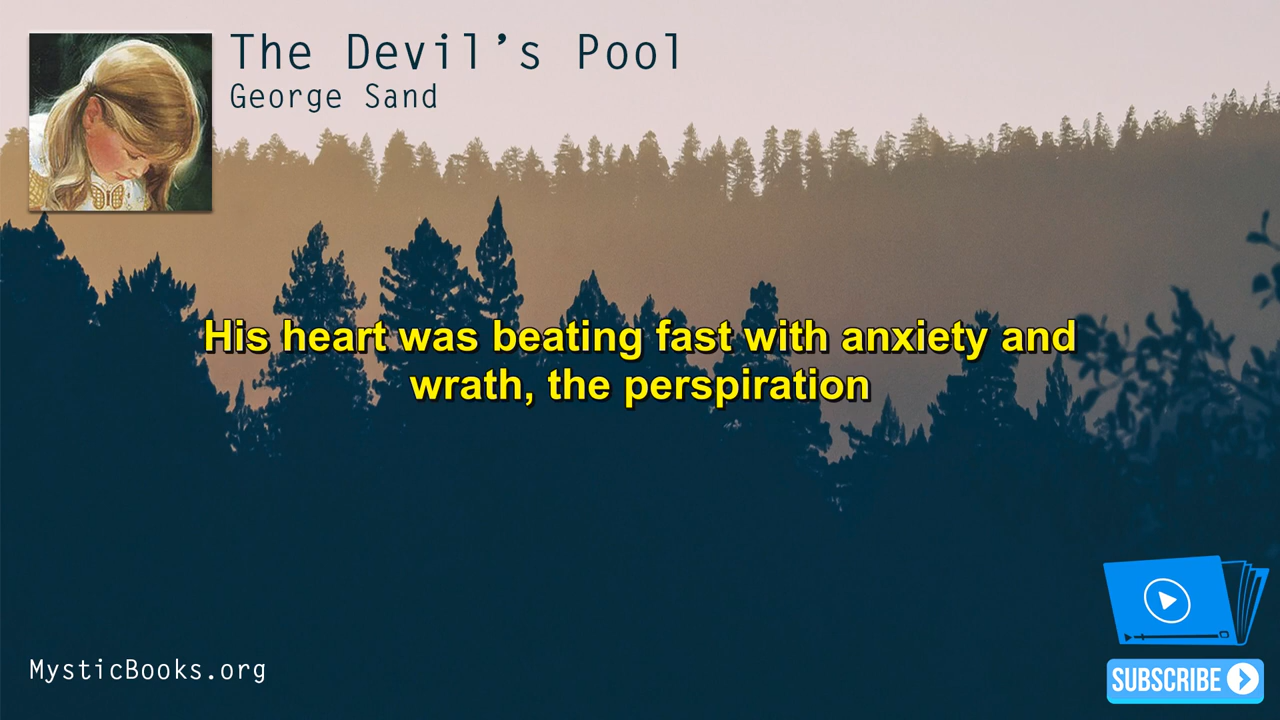 The Devil's Pool
George Sand
His heart was beating fast with anxiety and
wrath, the perspiration
MysticBooks.org
SUBSCRIBE